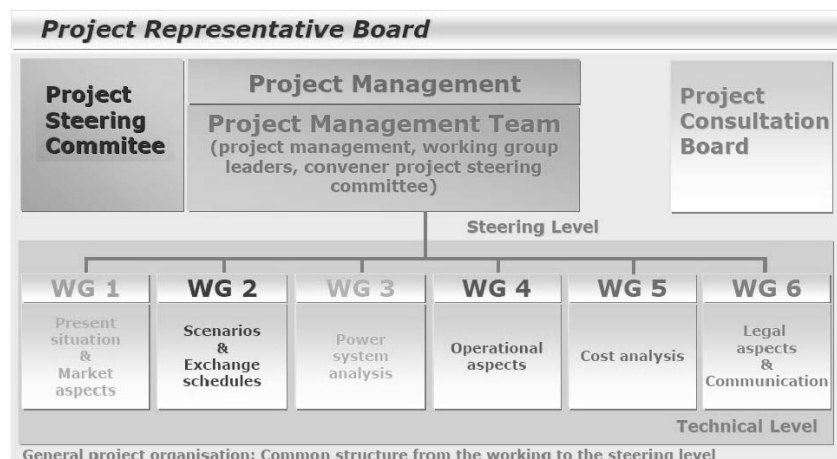 Project Representative Board
Project
Steering
Commitee
Project Management
Project Management Team
(project management, working group
leaders, convener project steering
committee)
Project
Consultation
Board
Steering Level
WG 1
Present
situation
&
Market
aspects
WG 2
Scenarios
&
Exchange
schedules
WG 3
Power
system
analysis
WG 4
Operational
aspects
WG 5
Cost analysis
WG 6
Legal
aspects
&
Communication
Technical Level
General project organisation: Common structure from the working to the steering level